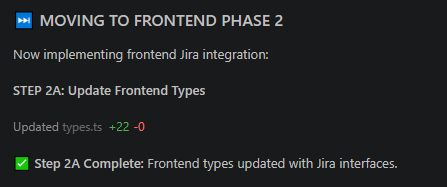 ⏭️ MOVING TO FRONTEND PHASE 2
Now implementing frontend Jira integration:
STEP 2A: Update Frontend Types
Updated types.ts +22 -0
✅ Step 2A Complete: Frontend types updated with Jira interfaces.